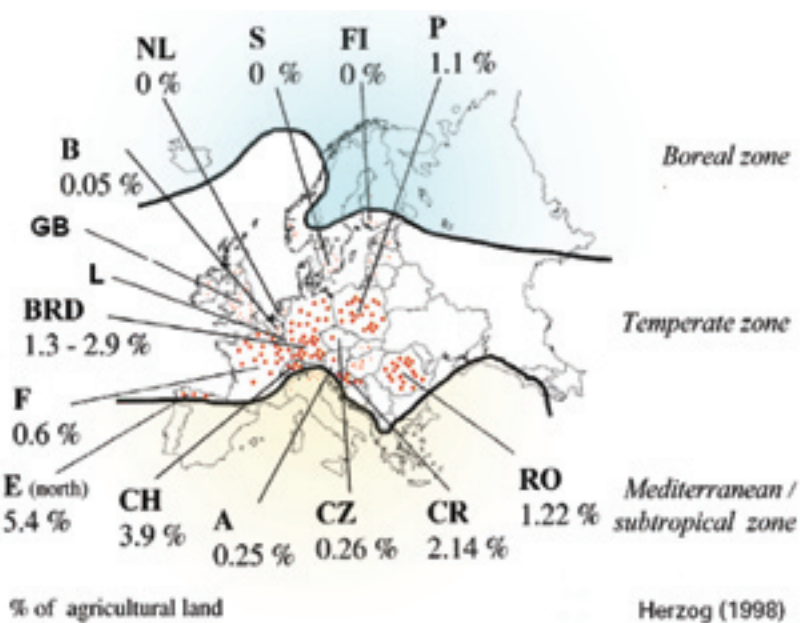 NL
0 %
S
0 %
FI
0 %
P
1.1 %
Boreal zone
B
0.05 %
GB
L
BRD
1.3 - 2.9 %
Temperate zone
F
0.6 %
E (north)
5.4 %
CH
3.9 %
A
0.25 %
CZ
0.26 %
CR
2.14 %
RO
1.22 %
Mediterranean /
subtropical zone
% of agricultural land
Herzog (1998)